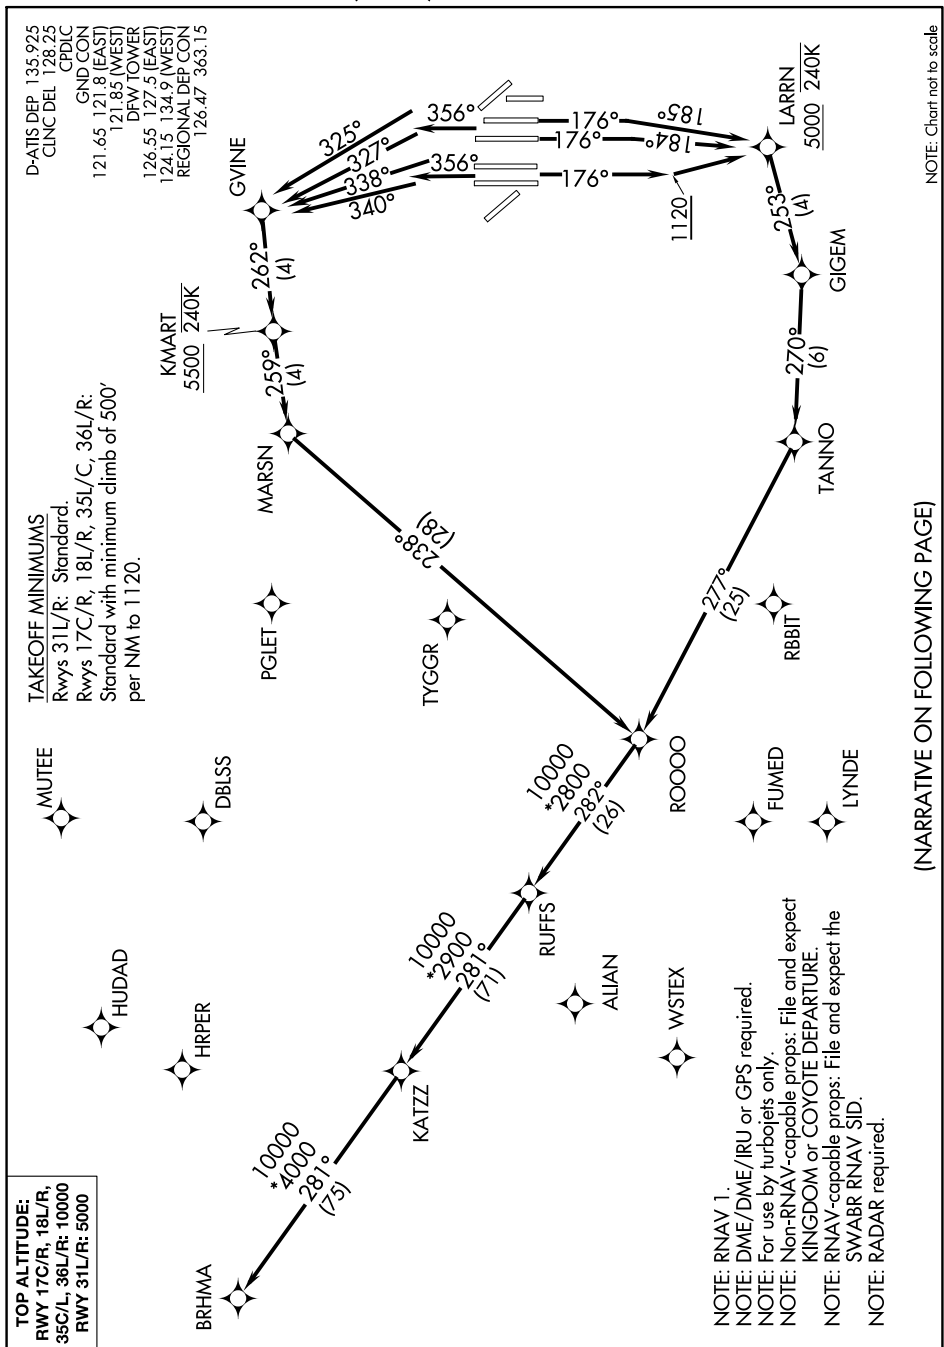 TOP ALTITUDE:
RWY 17C/R, 18L/R,
35C/L, 36L/R: 10000
RWY 31L/R: 5000
TAKEOFF MINIMUMS
Rwys 31L/R: Standard.
Rwys 17C/R, 18L/R, 35L/C, 36L/R:
Standard with minimum climb of 500'
per NM to 1120.
D-ATIS DEP 135.925
CLNC DEL 128.25
CPDLC
GND CON
121.65 121.8 (EAST)
121.85 (WEST)
DFW TOWER
126.55 127.5 (EAST)
124.15 134.9 (WEST)
REGIONAL DEP CON
126.47 363.15
MUTEE
HUDAD
DBLSS
HRPER
PGLET
TYGGR
BRHMA
10000
*4000
281°
(75)
KATZZ
10000
*2900
281°
(71)
RUFFS
10000
*2800
282°
(26)
ROOOO
238°
(28)
MARSN
259°
(4)
KMART
5500 240K
262°
(4)
GVINE
325°
327°
338°
340°
356°
356°
176°
176°
176°
185°
184°
1120
LARRN
5000 240K
253°
(4)
GIGEM
270°
(6)
TANNO
277°
(25)
RBBIT
FUMED
LYNDE
ALIAN
WSTEX
NOTE: RNAV 1.
NOTE: DME/DME/IRU or GPS required.
NOTE: For use by turbojets only.
NOTE: Non-RNAV-capable props: File and expect
KINGDOM or COYOTE DEPARTURE.
NOTE: RNAV-capable props: File and expect the
SWABR RNAV SID.
NOTE: RADAR required.
(NARRATIVE ON FOLLOWING PAGE)
NOTE: Chart not to scale